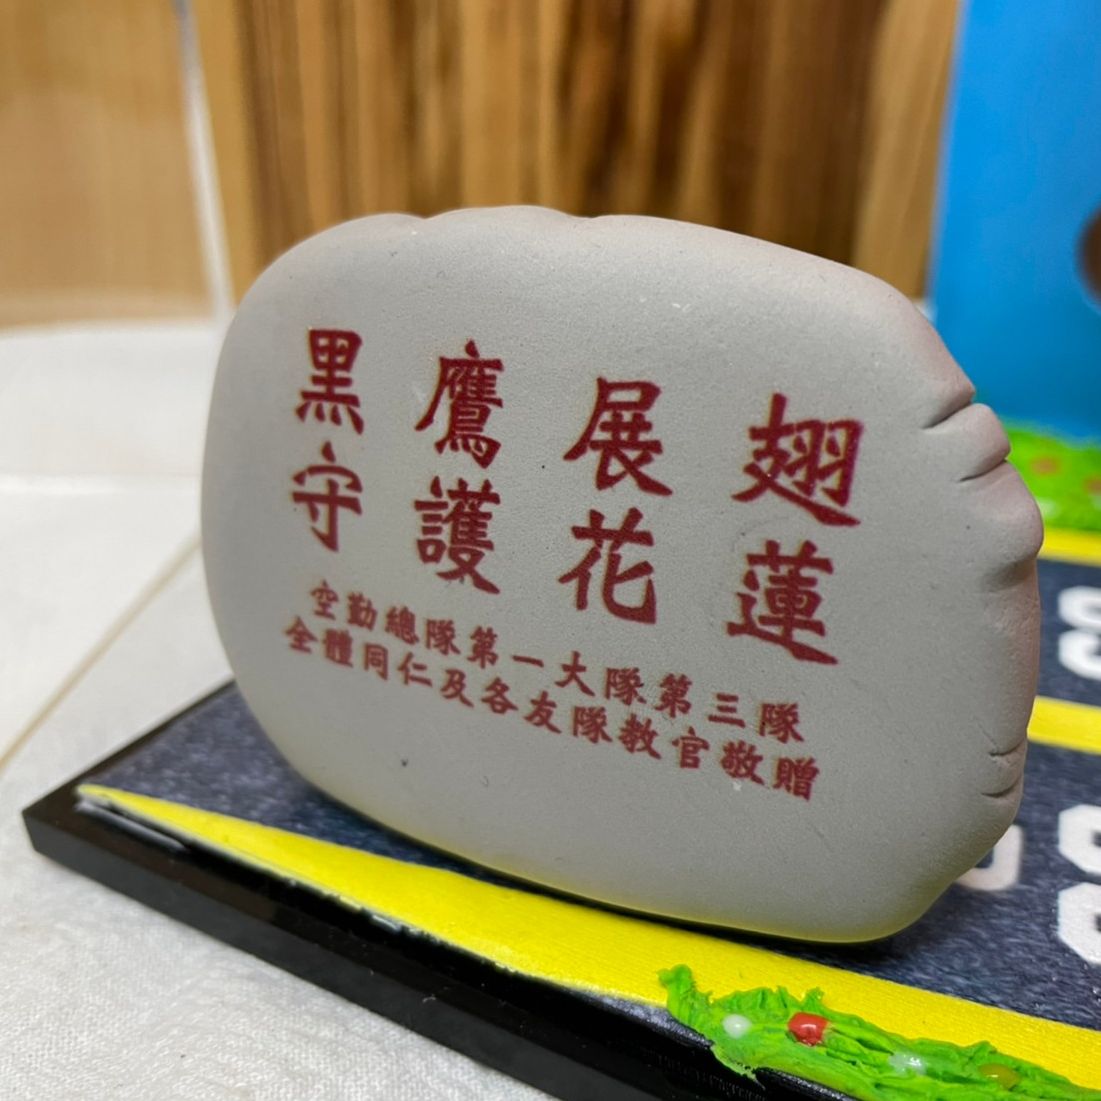 黑鷹展翅
守護花蓮
空勤總隊第一大隊第三隊
全體同仁及各友隊教官敬贈